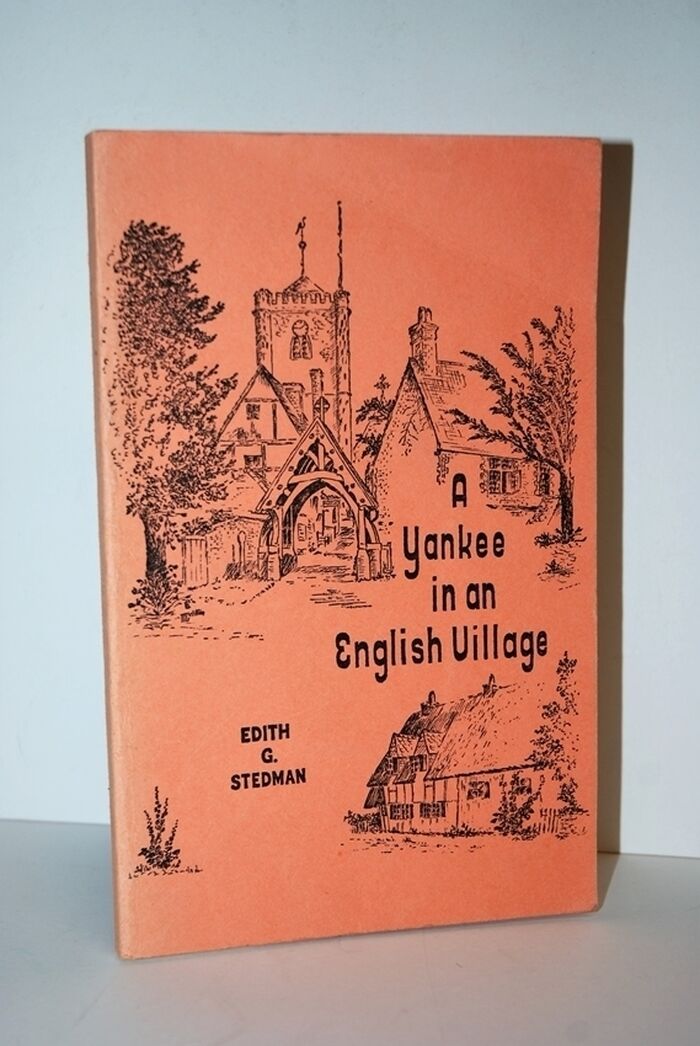 A
Yankee
in an
English Village
EDITH
G.
STEDMAN